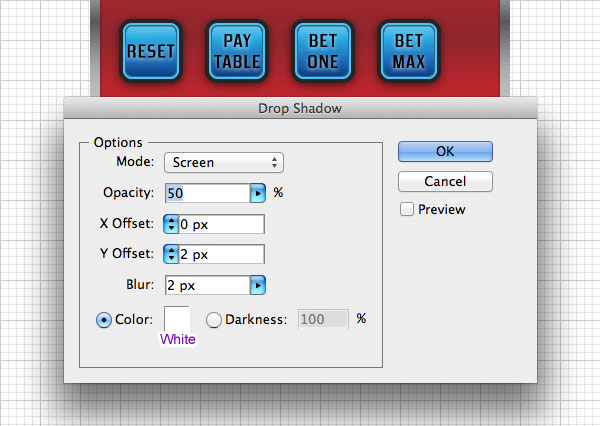 RESET
PAY
TABLE
BET
ONE
BET
MAX
Drop Shadow
Options
Mode: Screen
Opacity: 50 %
X Offset: 0 px
Y Offset: 2 px
Blur: 2 px
Color: Darkness: 100 %
White
OK
Cancel
Preview